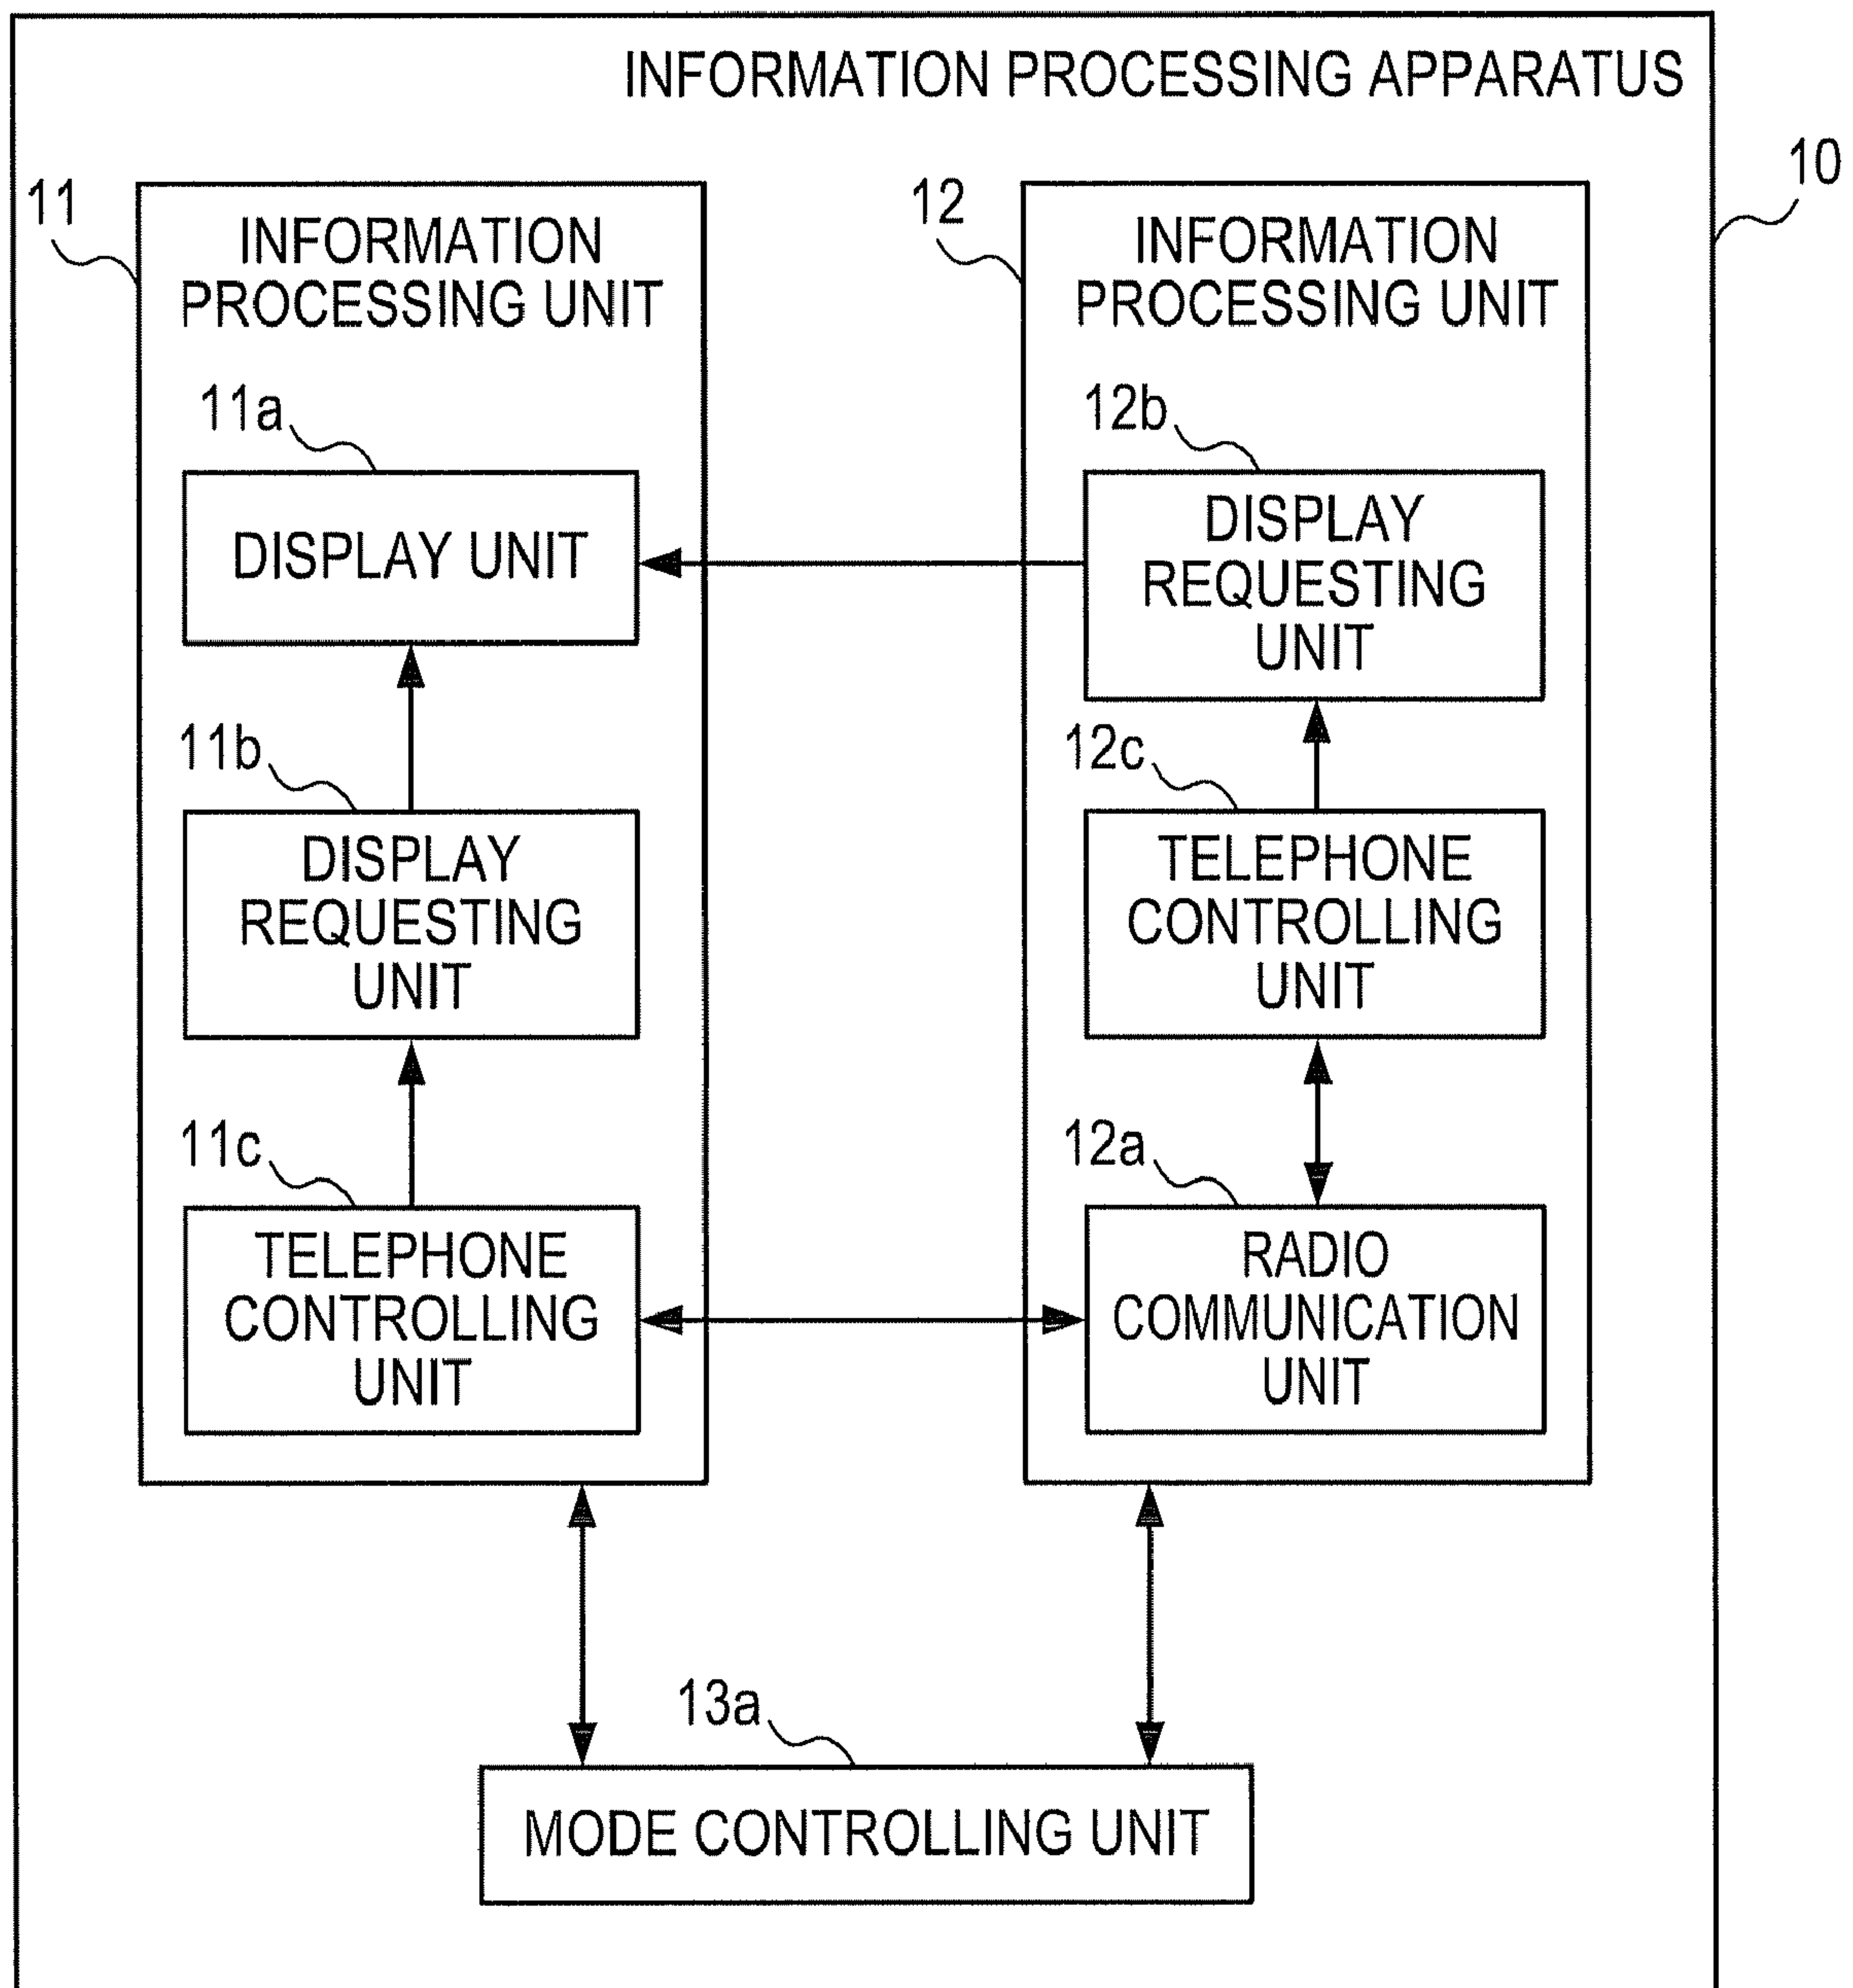 INFORMATION PROCESSING APPARATUS
10
11
INFORMATION
PROCESSING UNIT
12
INFORMATION
PROCESSING UNIT
11a
DISPLAY UNIT
12b
DISPLAY
REQUESTING
UNIT
11b
DISPLAY
REQUESTING
UNIT
12c
TELEPHONE
CONTROLLING
UNIT
11c
TELEPHONE
CONTROLLING
UNIT
12a
RADIO
COMMUNICATION
UNIT
13a
MODE CONTROLLING UNIT